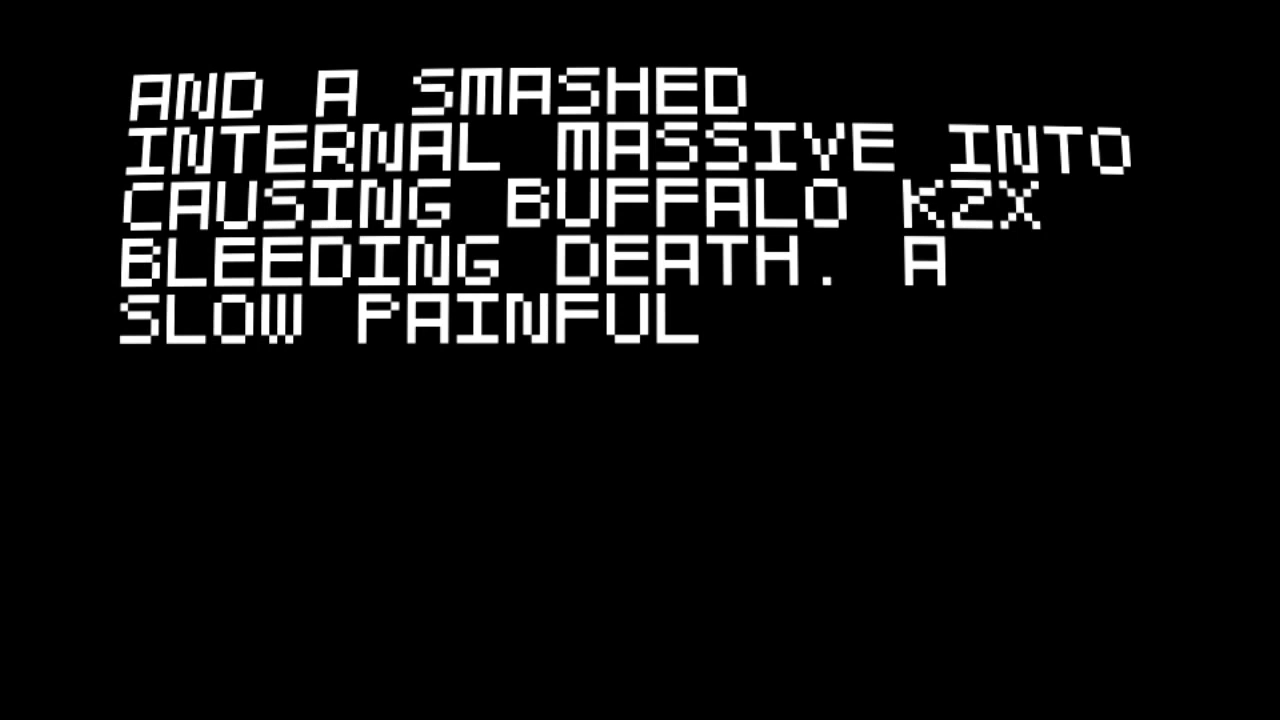 AND A SMASHED
INTERNAL MASSIVE INTO
CAUSING BUFFALO KZX
BLEEDING DEATH. A
SLOW PAINFUL